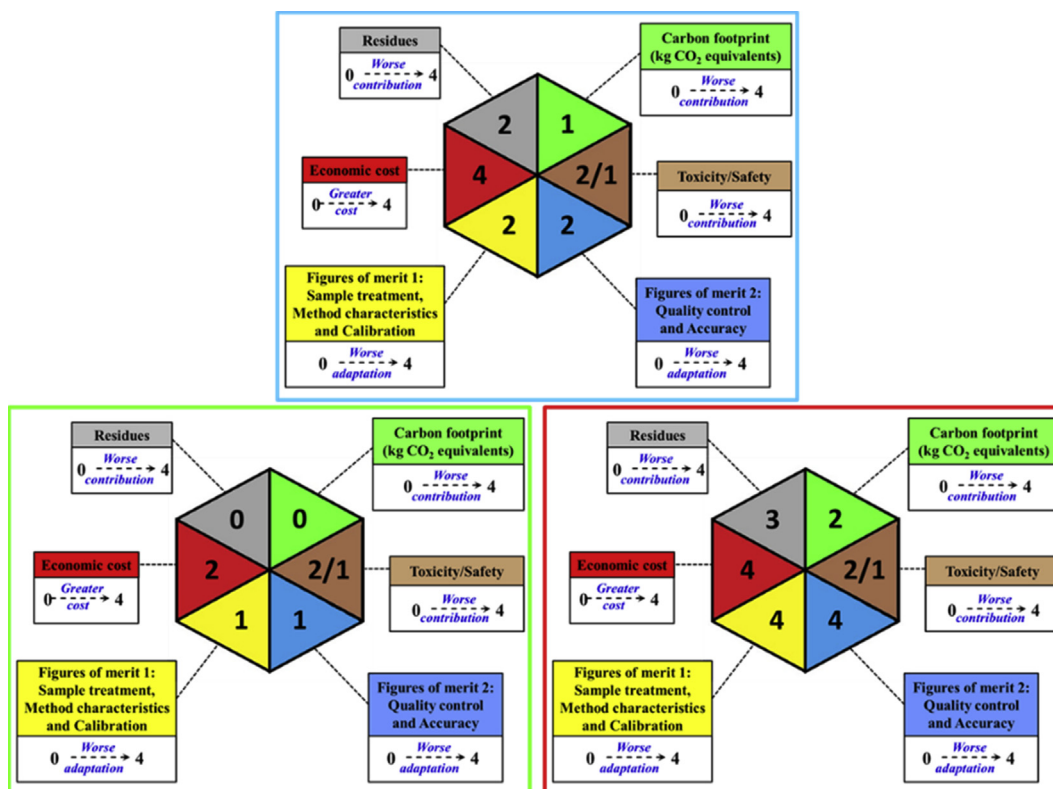 Residues
0 Worse 4
contribution
Carbon footprint
(kg CO2 equivalents)
0 Worse 4
contribution
2
1
Economic cost
0 Greater 4
cost
4
2/1
Toxicity/Safety
0 Worse 4
contribution
2
2
Figures of merit 1:
Sample treatment,
Method characteristics
and Calibration
0 Worse 4
adaptation
Figures of merit 2:
Quality control
and Accuracy
0 Worse 4
adaptation
Residues
0 Worse 4
contribution
Carbon footprint
(kg CO2 equivalents)
0 Worse 4
contribution
0
0
Economic cost
0 Greater 4
cost
2
2/1
Toxicity/Safety
0 Worse 4
contribution
1
1
Figures of merit 1:
Sample treatment,
Method characteristics
and Calibration
0 Worse 4
adaptation
Figures of merit 2:
Quality control
and Accuracy
0 Worse 4
adaptation
Residues
0 Worse 4
contribution
Carbon footprint
(kg CO2 equivalents)
0 Worse 4
contribution
3
2
Economic cost
0 Greater 4
cost
4
2/1
Toxicity/Safety
0 Worse 4
contribution
4
4
Figures of merit 1:
Sample treatment,
Method characteristics
and Calibration
0 Worse 4
adaptation
Figures of merit 2:
Quality control
and Accuracy
0 Worse 4
adaptation